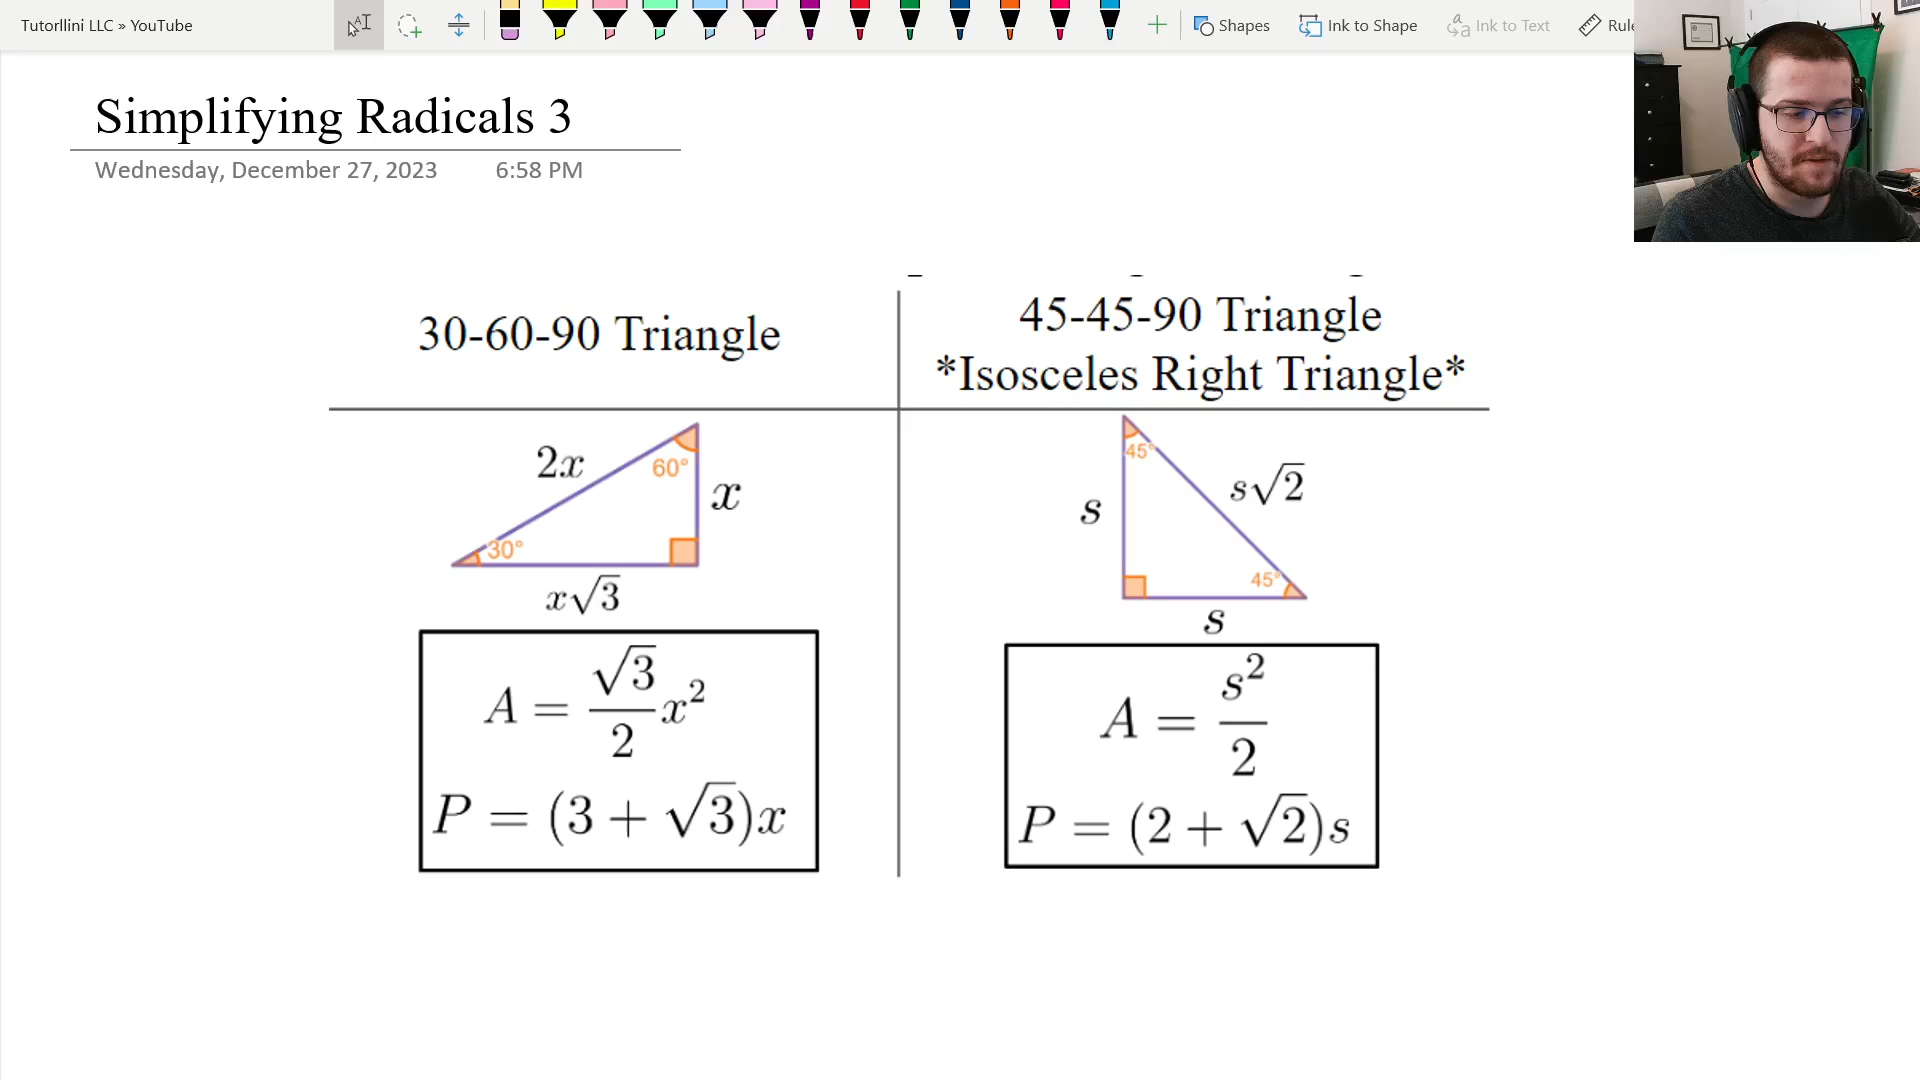 Tutorllini LLC » YouTube
Shapes
Ink to Shape
Ink to Text
Simplifying Radicals 3
Wednesday, December 27, 2023 6:58 PM
30-60-90 Triangle
2x
60°
x
30°
x√3
A = √3/2 x²
P = (3 + √3)x
45-45-90 Triangle
*Isosceles Right Triangle*
45°
s√2
s
45°
s
A = s²/2
P = (2 + √2)s